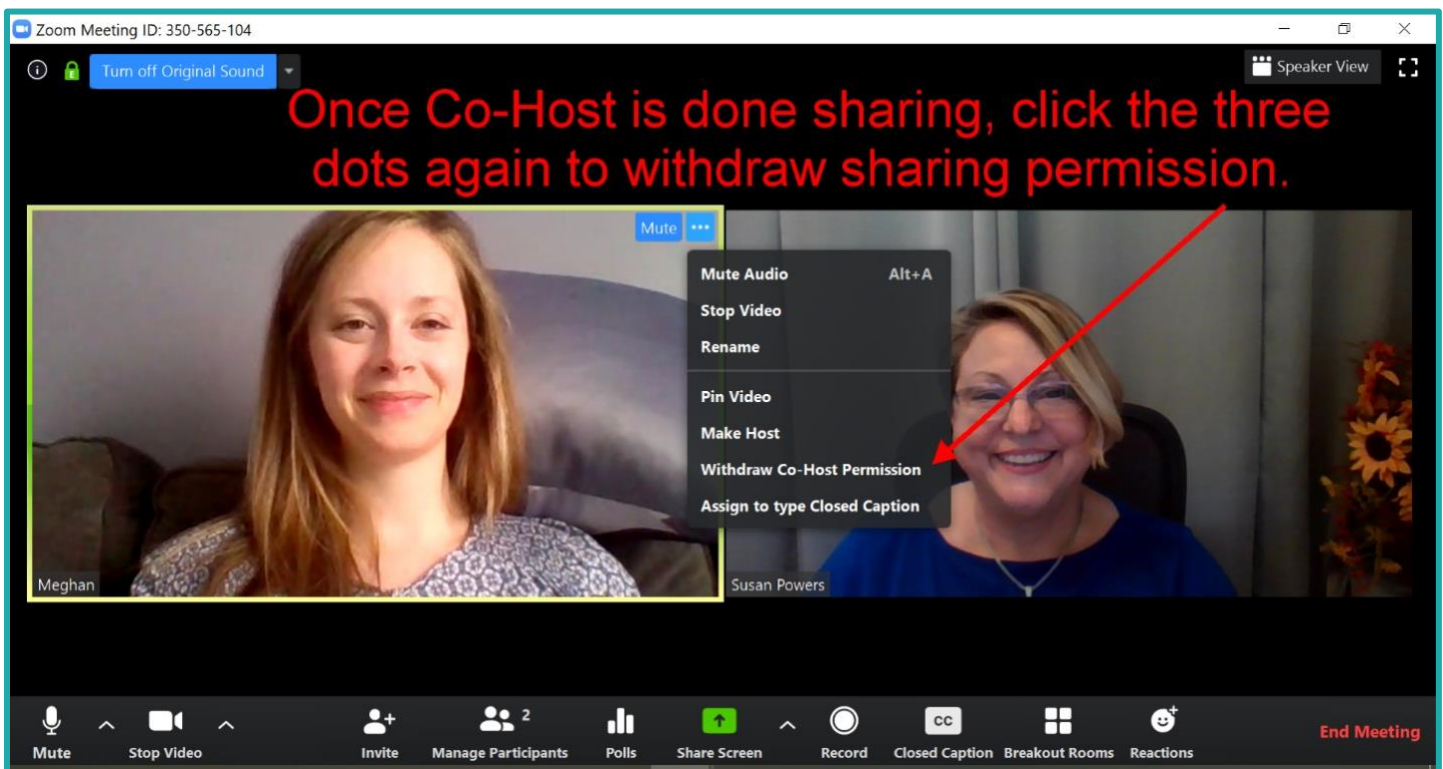 Zoom Meeting ID: 350-565-104
Turn off Original Sound
Speaker View
Once Co-Host is done sharing, click the three
dots again to withdraw sharing permission.
Mute
Mute Audio Alt+A
Stop Video
Rename
Pin Video
Make Host
Withdraw Co-Host Permission
Assign to type Closed Caption
Meghan
Susan Powers
2
CC
Mute Stop Video Invite Manage Participants Polls Share Screen Record Closed Caption Breakout Rooms Reactions End Meeting